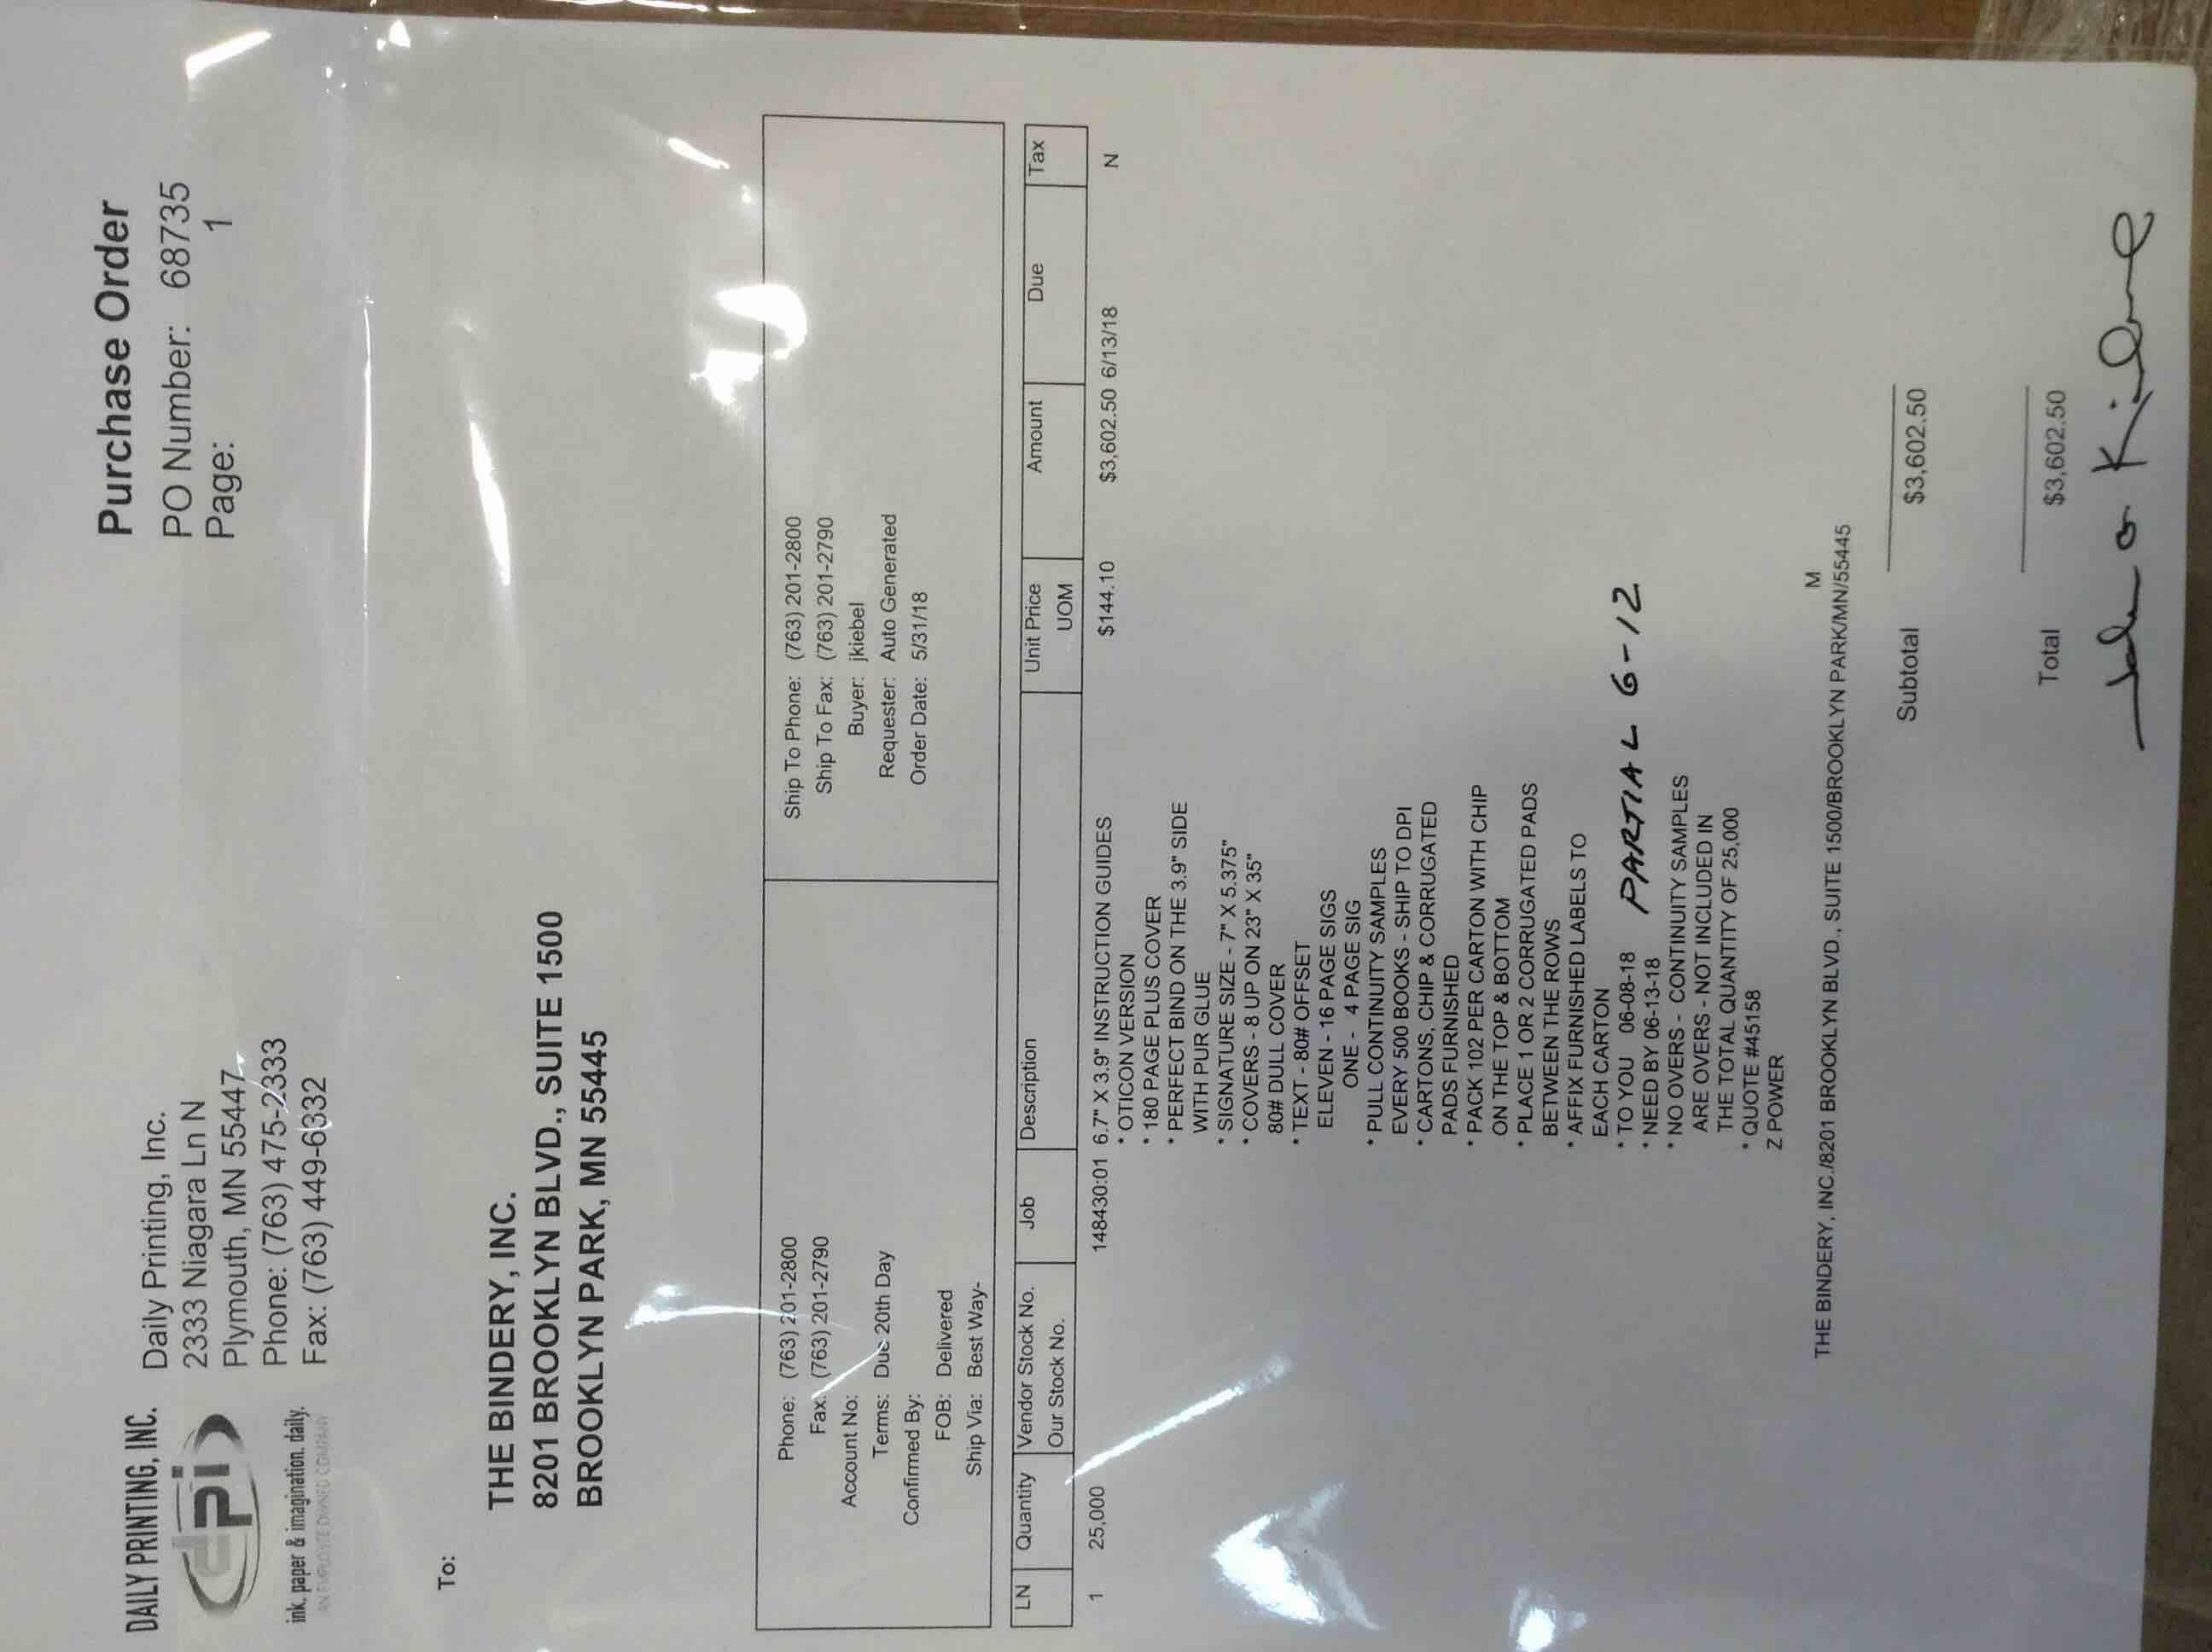 DAILY PRINTING, INC.
dpi
ink, paper & imagination. daily.
AN EMPLOYEE OWNED COMPANY
Daily Printing, Inc.
2333 Niagara Ln N
Plymouth, MN 55447
Phone: (763) 475-2333
Fax: (763) 449-6332
Purchase Order
PO Number: 68735
Page: 1
To:
THE BINDERY, INC.
8201 BROOKLYN BLVD., SUITE 1500
BROOKLYN PARK, MN 55445
Phone: (763) 201-2800
Fax: (763) 201-2790
Account No:
Terms: Due 20th Day
Confirmed By:
FOB: Delivered
Ship Via: Best Way-
Ship To Phone: (763) 201-2800
Ship To Fax: (763) 201-2790
Buyer: jkiebel
Requester: Auto Generated
Order Date: 5/31/18
LN Quantity Vendor Stock No. Job Description Unit Price Amount Due Tax
Our Stock No. UOM
1 25,000 148430:01 6.7" X 3.9" INSTRUCTION GUIDES $144.10 $3,602.50 6/13/18 N
* OTICON VERSION
* 180 PAGE PLUS COVER
* PERFECT BIND ON THE 3.9" SIDE
WITH PUR GLUE
* SIGNATURE SIZE - 7" X 5.375"
* COVERS - 8 UP ON 23" X 35"
80# DULL COVER
* TEXT - 80# OFFSET
ELEVEN - 16 PAGE SIGS
ONE - 4 PAGE SIG
* PULL CONTINUITY SAMPLES
EVERY 500 BOOKS - SHIP TO DPI
* CARTONS, CHIP & CORRUGATED
PADS FURNISHED
* PACK 102 PER CARTON WITH CHIP
ON THE TOP & BOTTOM
* PLACE 1 OR 2 CORRUGATED PADS
BETWEEN THE ROWS
* AFFIX FURNISHED LABELS TO
EACH CARTON
* TO YOU 06-08-18 PARTIAL 6-12
* NEED BY 06-13-18
* NO OVERS - CONTINUITY SAMPLES
ARE OVERS - NOT INCLUDED IN
THE TOTAL QUANTITY OF 25,000
* QUOTE #45158
Z POWER
M
THE BINDERY, INC./8201 BROOKLYN BLVD., SUITE 1500/BROOKLYN PARK/MN/55445
Subtotal $3,602.50
Total $3,602.50